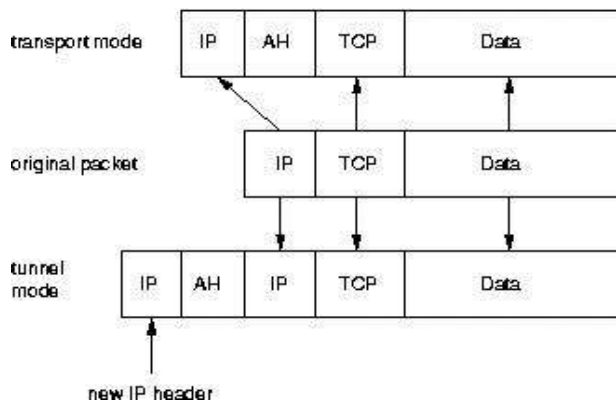 transport mode IP AH TCP Data
original packet IP TCP Data
tunnel
mode IP AH IP TCP Data
new IP header